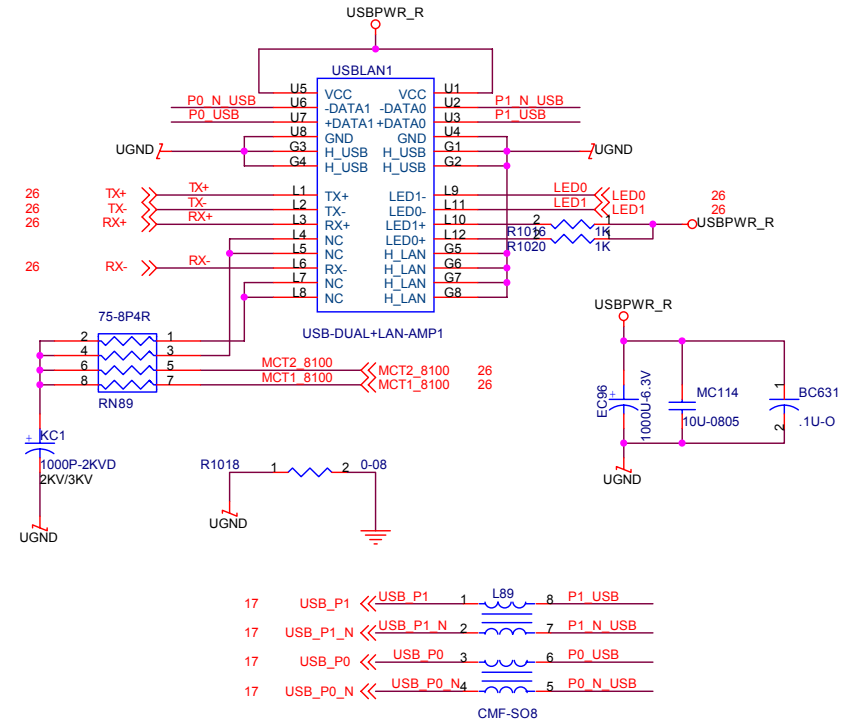 USBPWR_R
USBLAN1
U5 VCC VCC U1
P0_N_USB U6 -DATA1 -DATA0 U2 P1_N_USB
P0_USB U7 +DATA1 +DATA0 U3 P1_USB
U8 GND GND U4
UGND G3 H_USB H_USB G1 UGND
G4 H_USB H_USB G2
26 TX+ TX+ L1 TX+ LED1- L9 LED0 LED0 26
26 TX- TX- L2 TX- LED0- L11 LED1 LED1 26
26 RX+ RX+ L3 RX+ LED1+ L10 2 R1016 1 1K USBPWR_R
L4 NC LED0+ L12 2 R1020 1 1K
L5 NC H_LAN G5
26 RX- RX- L6 RX- H_LAN G6
L7 NC H_LAN G7
L8 NC H_LAN G8
USB-DUAL+LAN-AMP1
75-8P4R
2 1
4 3
6 5 MCT2_8100 MCT2_8100 26
8 7 MCT1_8100 MCT1_8100 26
RN89
USBPWR_R
EC96 + 1000U-6.3V
MC114
10U-0805
1 BC631
2 .1U-O
UGND
+ KC1
1000P-2KVD
2KV/3KV
UGND
R1018 1 2 0-08
UGND
L89
17 USB_P1 USB_P1 1 8 P1_USB
17 USB_P1_N USB_P1_N 2 7 P1_N_USB
17 USB_P0 USB_P0 3 6 P0_USB
17 USB_P0_N USB_P0_N 4 5 P0_N_USB
CMF-SO8